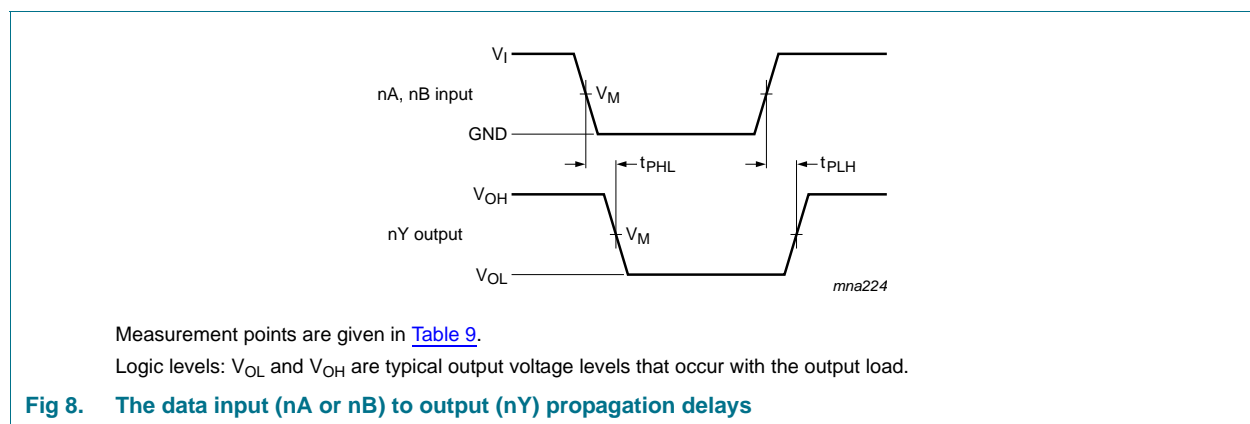 VI
nA, nB input
VM
GND
tPHL
tPLH
VOH
nY output
VM
VOL
mna224
Measurement points are given in Table 9.
Logic levels: VOL and VOH are typical output voltage levels that occur with the output load.
Fig 8. The data input (nA or nB) to output (nY) propagation delays